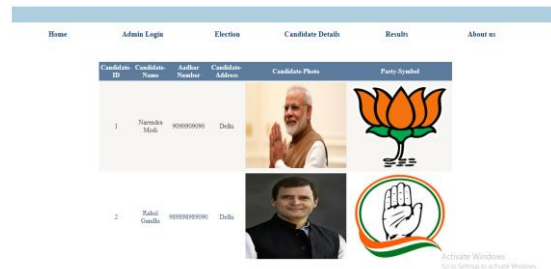 Home Admin Login Election Candidate Details Results About us
Candidate-ID Candidate-Name Aadhar Number Candidate-Address Candidate-Photo Party-Symbol
1 Narendra Modi 9090909090 Delhi
2 Rahul Gandhi Delhi
Activate Windows
Go to Settings to activate Windows.